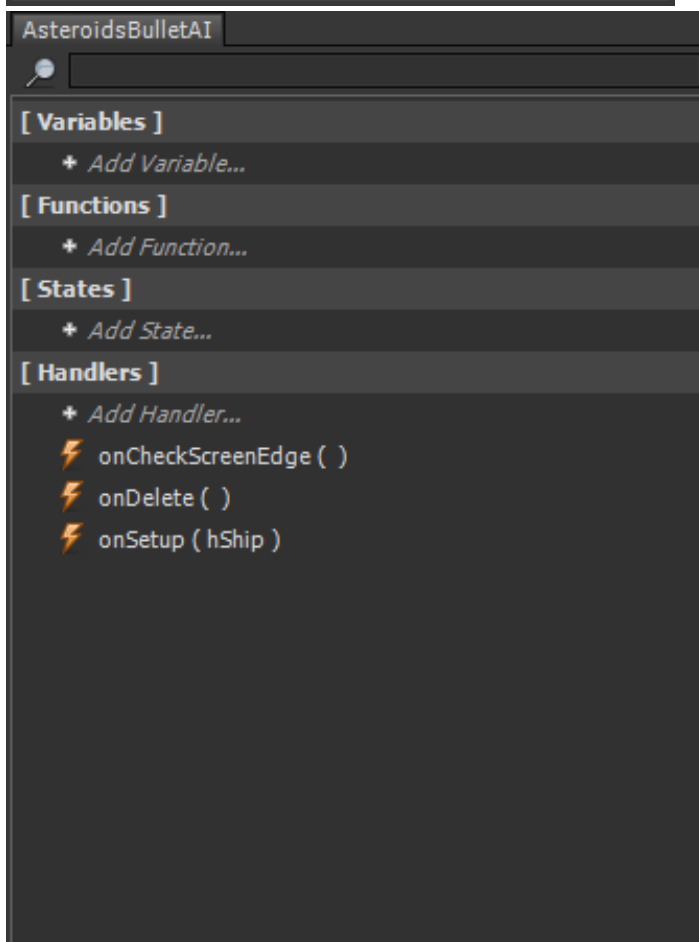 AsteroidsBulletAI
[ Variables ]
Add Variable...
[ Functions ]
Add Function...
[ States ]
Add State...
[ Handlers ]
Add Handler...
onCheckScreenEdge ( )
onDelete ( )
onSetup ( hShip )